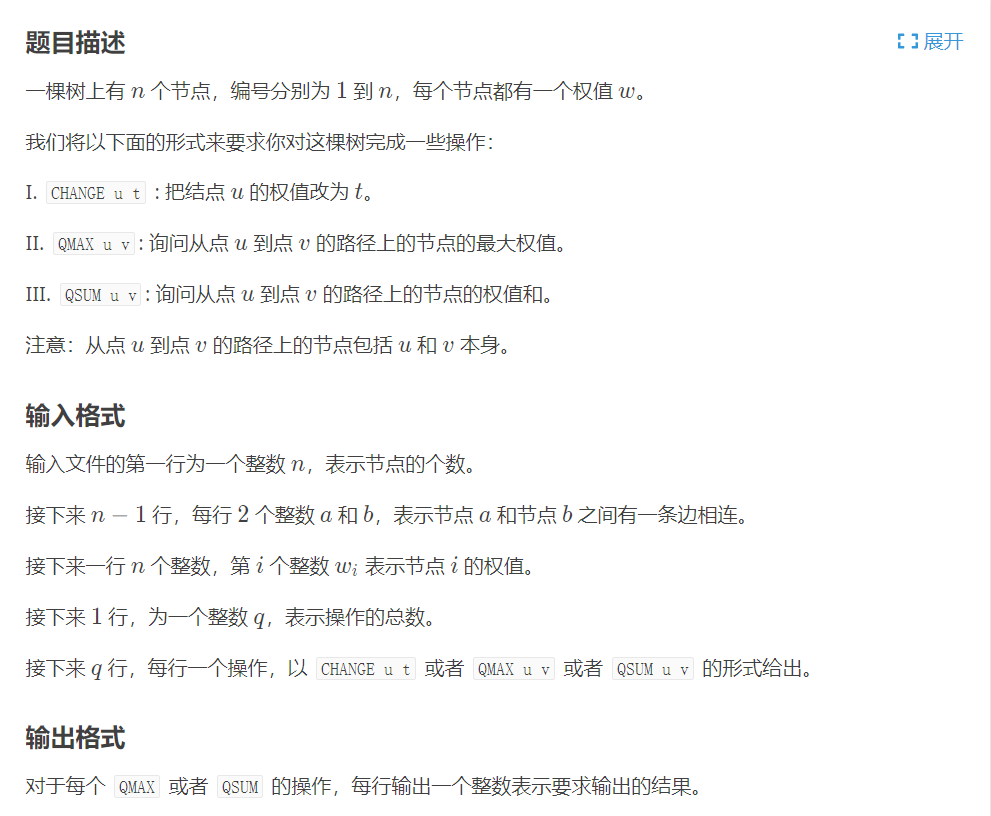 题目描述
展开
一棵树上有 n 个节点，编号分别为 1 到 n，每个节点都有一个权值 w。
我们将以下面的形式来要求你对这棵树完成一些操作：
I. CHANGE u t : 把结点 u 的权值改为 t。
II. QMAX u v : 询问从点 u 到点 v 的路径上的节点的最大权值。
III. QSUM u v : 询问从点 u 到点 v 的路径上的节点的权值和。
注意：从点 u 到点 v 的路径上的节点包括 u 和 v 本身。
输入格式
输入文件的第一行为一个整数 n，表示节点的个数。
接下来 n − 1 行，每行 2 个整数 a 和 b，表示节点 a 和节点 b 之间有一条边相连。
接下来一行 n 个整数，第 i 个整数 wᵢ 表示节点 i 的权值。
接下来 1 行，为一个整数 q，表示操作的总数。
接下来 q 行，每行一个操作，以 CHANGE u t 或者 QMAX u v 或者 QSUM u v 的形式给出。
输出格式
对于每个 QMAX 或者 QSUM 的操作，每行输出一个整数表示要求输出的结果。